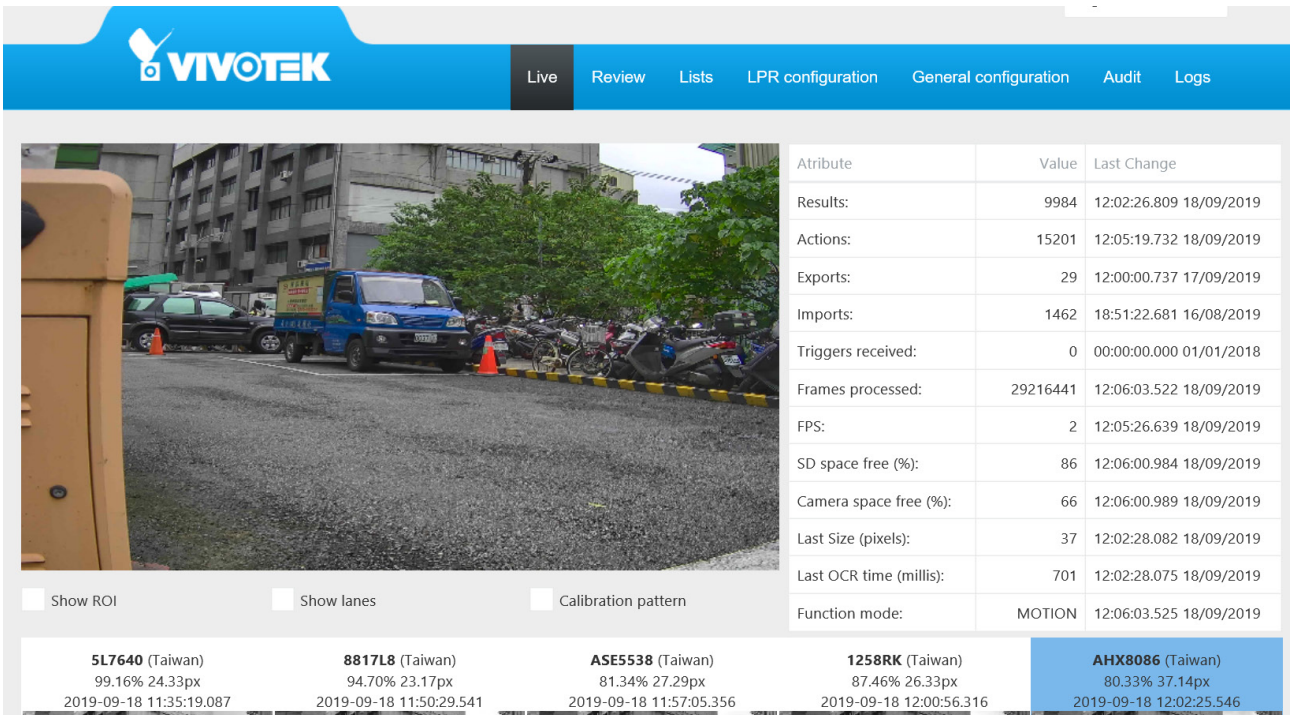 VIVOTEK
Live Review Lists LPR configuration General configuration Audit Logs
Atribute Value Last Change
Results: 9984 12:02:26.809 18/09/2019
Actions: 15201 12:05:19.732 18/09/2019
Exports: 29 12:00:00.737 17/09/2019
Imports: 1462 18:51:22.681 16/08/2019
Triggers received: 0 00:00:00.000 01/01/2018
Frames processed: 29216441 12:06:03.522 18/09/2019
FPS: 2 12:05:26.639 18/09/2019
SD space free (%): 86 12:06:00.984 18/09/2019
Camera space free (%): 66 12:06:00.989 18/09/2019
Last Size (pixels): 37 12:02:28.082 18/09/2019
Last OCR time (millis): 701 12:02:28.075 18/09/2019
Function mode: MOTION 12:06:03.525 18/09/2019
Show ROI Show lanes Calibration pattern
5L7640 (Taiwan) 8817L8 (Taiwan) ASE5538 (Taiwan) 1258RK (Taiwan) AHX8086 (Taiwan)
99.16% 24.33px 94.70% 23.17px 81.34% 27.29px 87.46% 26.33px 80.33% 37.14px
2019-09-18 11:35:19.087 2019-09-18 11:50:29.541 2019-09-18 11:57:05.356 2019-09-18 12:00:56.316 2019-09-18 12:02:25.546